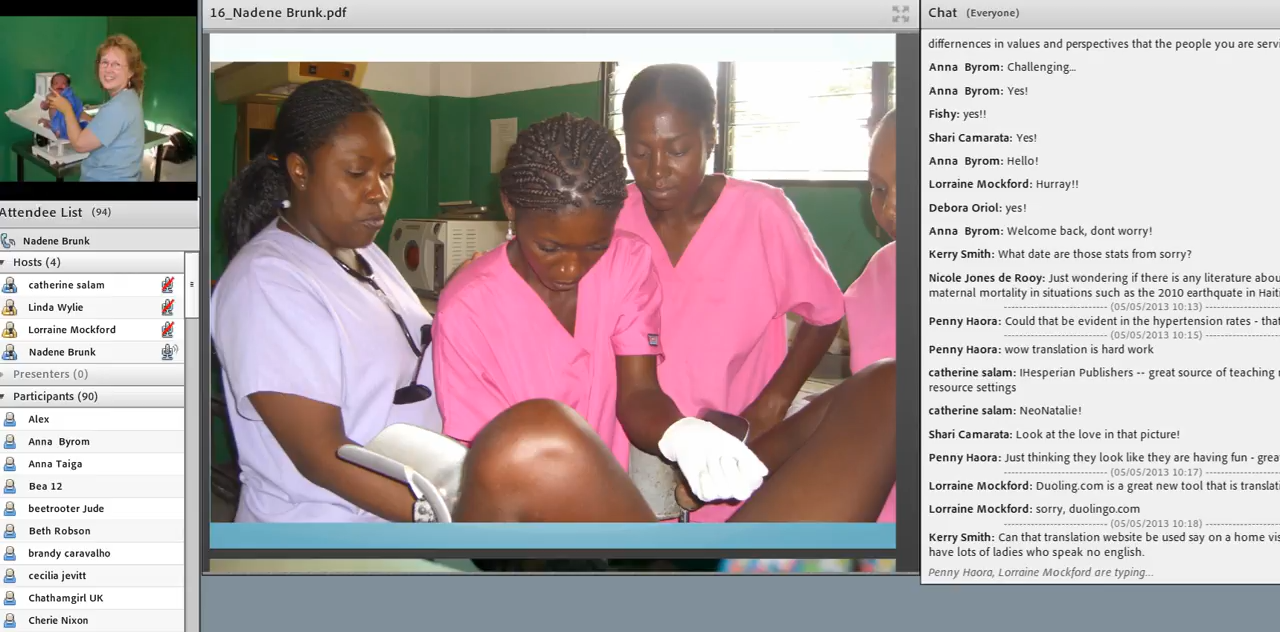 16_Nadene Brunk.pdf
Attendee List (94)
Nadene Brunk
Hosts (4)
catherine salam
Linda Wylie
Lorraine Mockford
Nadene Brunk
Presenters (0)
Participants (90)
Alex
Anna Byrom
Anna Taiga
Bea 12
beetrooter Jude
Beth Robson
brandy caravalho
cecilia jevitt
Chathamgirl UK
Cherie Nixon
Chat (Everyone)
differnences in values and perspectives that the people you are servi
Anna Byrom: Challenging...
Anna Byrom: Yes!
Fishy: yes!!
Shari Camarata: Yes!
Anna Byrom: Hello!
Lorraine Mockford: Hurray!!
Debora Oriol: yes!
Anna Byrom: Welcome back, dont worry!
Kerry Smith: What date are those stats from sorry?
Nicole Jones de Rooy: Just wondering if there is any literature abou
maternal mortality in situations such as the 2010 earthquake in Haiti
(05/05/2013 10:13)
Penny Haora: Could that be evident in the hypertension rates - that
(05/05/2013 10:15)
Penny Haora: wow translation is hard work
catherine salam: IHesperian Publishers -- great source of teaching
resource settings
catherine salam: NeoNatalie!
Shari Camarata: Look at the love in that picture!
Penny Haora: Just thinking they look like they are having fun - grea
(05/05/2013 10:17)
Lorraine Mockford: Duoling.com is a great new tool that is translati
Lorraine Mockford: sorry, duolingo.com
(05/05/2013 10:18)
Kerry Smith: Can that translation website be used say on a home vis
have lots of ladies who speak no english.
Penny Haora, Lorraine Mockford are typing...